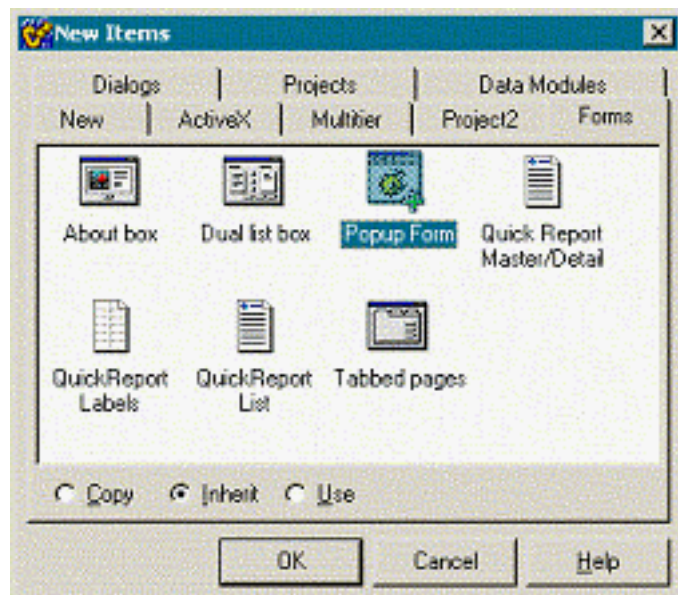 New Items
Dialogs Projects Data Modules
New ActiveX Multitier Project2 Forms
About box Dual list box Popup Form Quick Report
Master/Detail
QuickReport QuickReport Tabbed pages
Labels List
Copy Inherit Use
OK Cancel Help